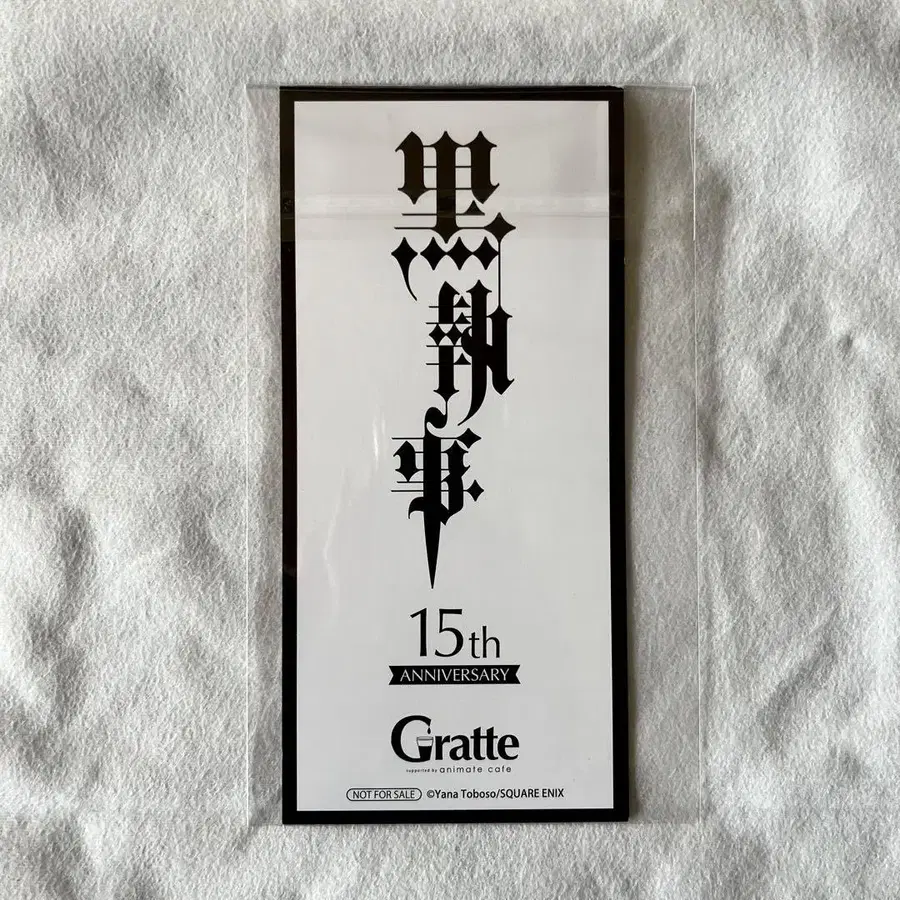 黒執事
15th
ANNIVERSARY
Gratte
supported by animate cafe
NOT FOR SALE ©Yana Toboso/SQUARE ENIX